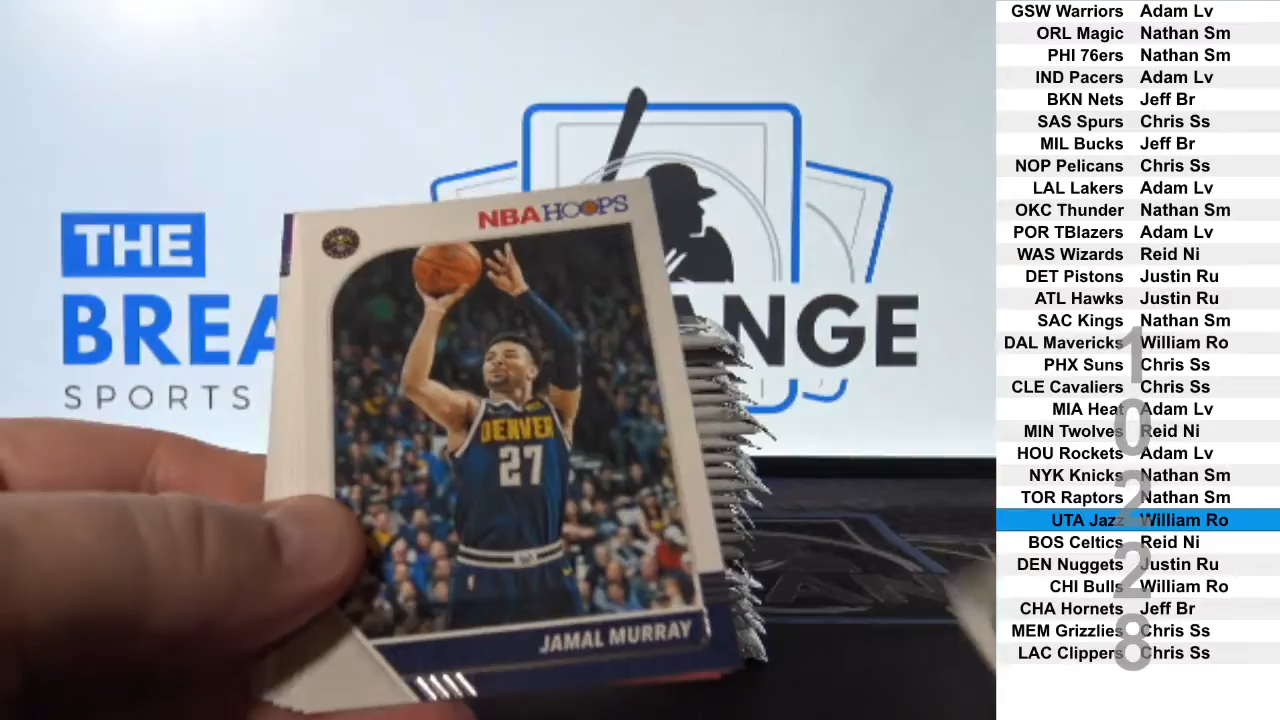 THE
BREA
NGE
SPORTS
NBA HOOPS
DENVER
27
JAMAL MURRAY
GSW Warriors Adam Lv
ORL Magic Nathan Sm
PHI 76ers Nathan Sm
IND Pacers Adam Lv
BKN Nets Jeff Br
SAS Spurs Chris Ss
MIL Bucks Jeff Br
NOP Pelicans Chris Ss
LAL Lakers Adam Lv
OKC Thunder Nathan Sm
POR TBlazers Adam Lv
WAS Wizards Reid Ni
DET Pistons Justin Ru
ATL Hawks Justin Ru
SAC Kings Nathan Sm
DAL Mavericks William Ro
PHX Suns Chris Ss
CLE Cavaliers Chris Ss
MIA Heat Adam Lv
MIN Twolves Reid Ni
HOU Rockets Adam Lv
NYK Knicks Nathan Sm
TOR Raptors Nathan Sm
UTA Jazz William Ro
BOS Celtics Reid Ni
DEN Nuggets Justin Ru
CHI Bulls William Ro
CHA Hornets Jeff Br
MEM Grizzlies Chris Ss
LAC Clippers Chris Ss
1
0
2
2
8